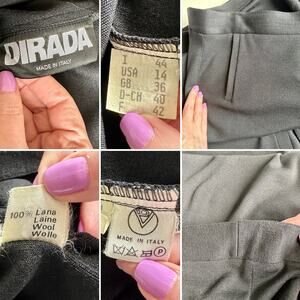 DIRADA
MADE IN ITALY
I 44
USA 14
GB 36
D-CH 40
F 42
100% Lana
Laine
Wool
Wolle
MADE IN ITALY
P